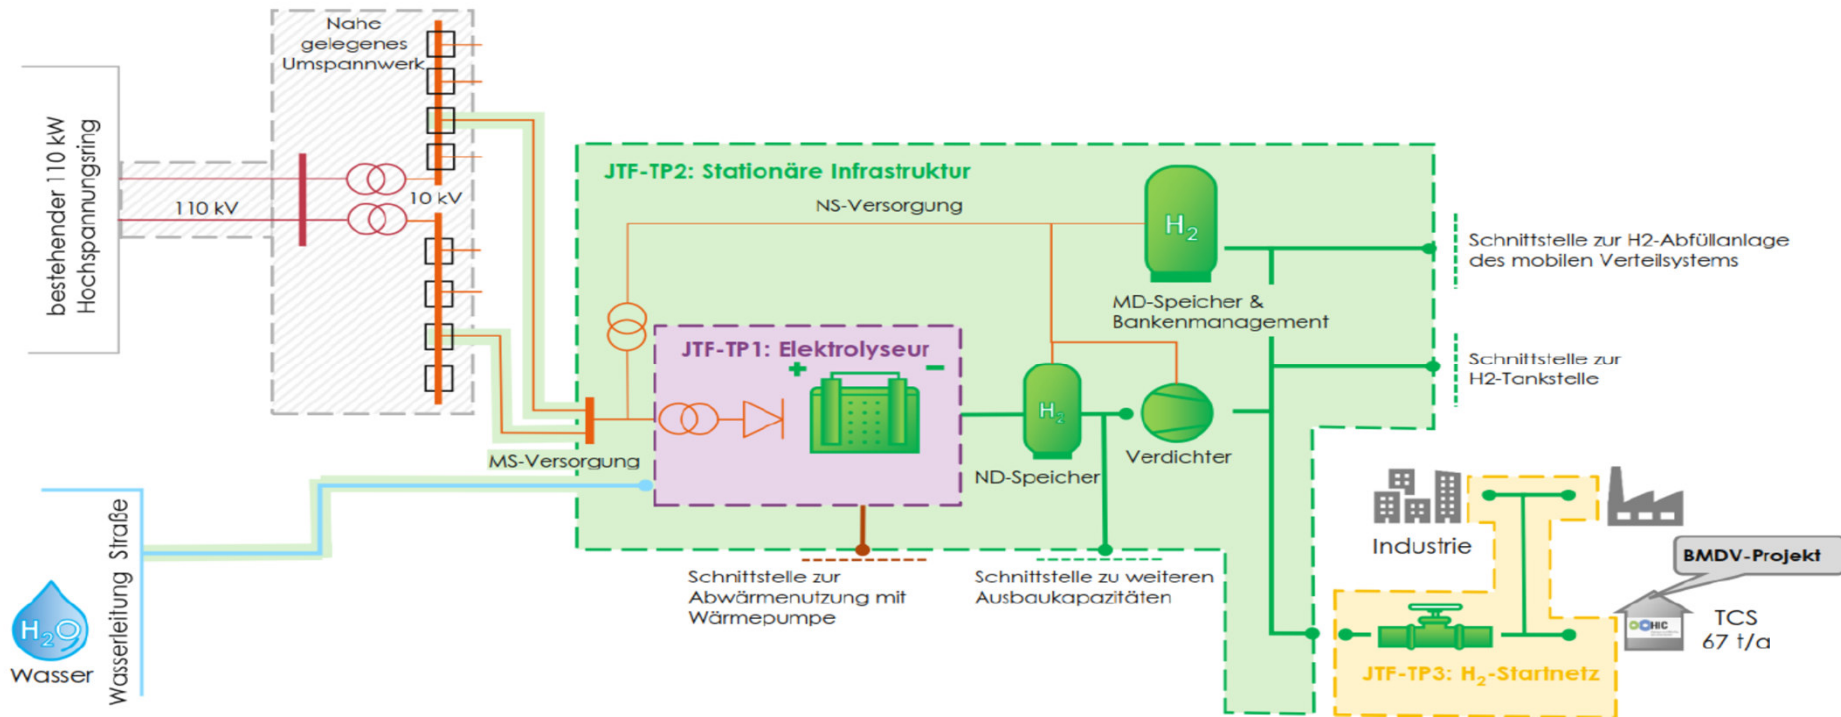 Nahe
gelegenes
Umspannwerk
bestehender 110 kW
Hochspannungsring
110 kV
10 kV
JTF-TP2: Stationäre Infrastruktur
NS-Versorgung
H2
MD-Speicher &
Bankenmanagement
Schnittstelle zur H2-Abfüllanlage
des mobilen Verteilsystems
Schnittstelle zur
H2-Tankstelle
JTF-TP1: Elektrolyseur
+ −
H2
ND-Speicher
Verdichter
MS-Versorgung
Wasserleitung Straße
H2O
Wasser
Schnittstelle zur
Abwärmenutzung mit
Wärmepumpe
Schnittstelle zu weiteren
Ausbaukapazitäten
Industrie
BMDV-Projekt
HIC
TCS
67 t/a
JTF-TP3: H2-Startnetz